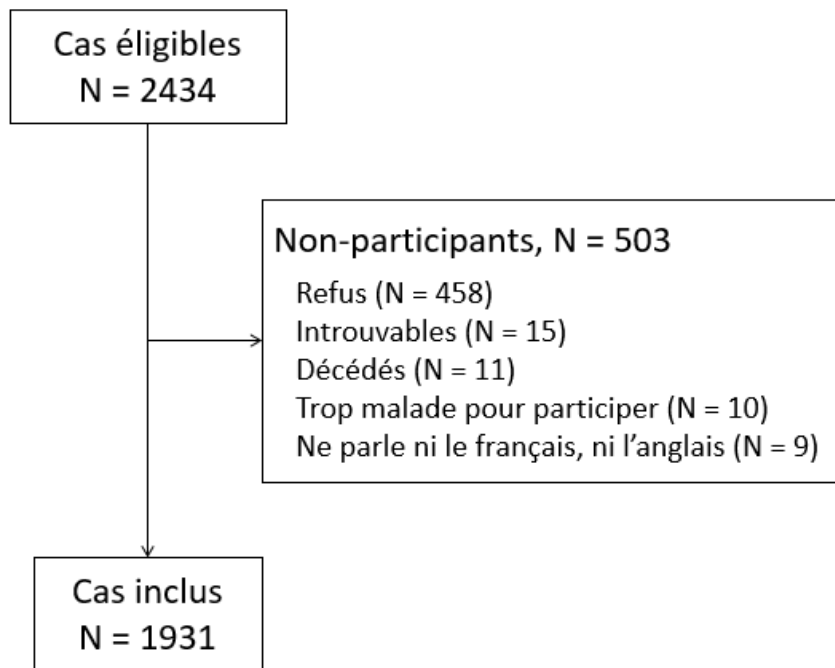 Cas éligibles
N = 2434
Non-participants, N = 503
Refus (N = 458)
Introuvables (N = 15)
Décédés (N = 11)
Trop malade pour participer (N = 10)
Ne parle ni le français, ni l’anglais (N = 9)
Cas inclus
N = 1931